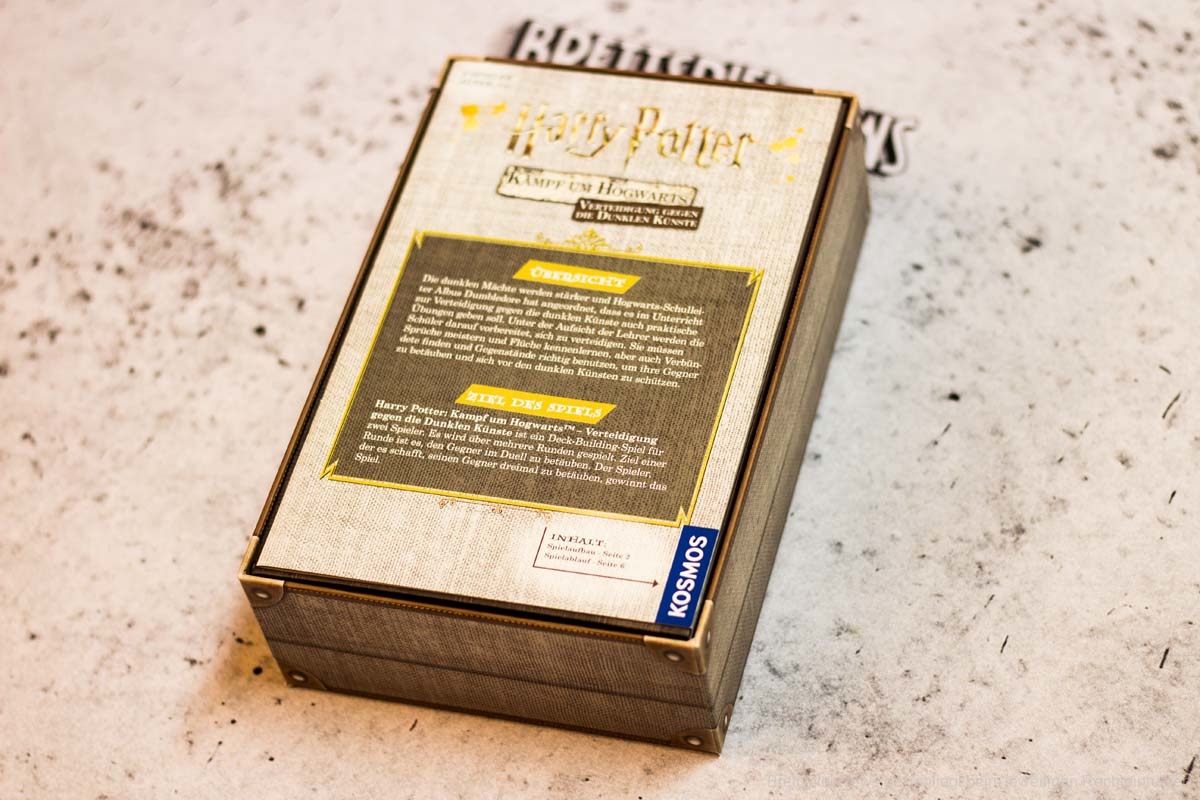 Harry Potter
KAMPF UM HOGWARTS
VERTEIDIGUNG GEGEN
DIE DUNKLEN KÜNSTE
ÜBERSICHT
Die dunklen Mächte werden stärker und Hogwarts-Schullei-
ter Albus Dumbledore hat angeordnet, dass es im Unterricht
zur Verteidigung gegen die dunklen Künste auch praktische
Übungen geben soll. Unter der Aufsicht der Lehrer werden die
Schüler darauf vorbereitet, sich zu verteidigen. Sie müssen
Sprüche meistern und Flüche kennenlernen, aber auch Verbün-
dete finden und Gegenstände richtig benutzen, um ihre Gegner
zu betäuben und sich vor den dunklen Künsten zu schützen.
ZIEL DES SPIELS
Harry Potter: Kampf um Hogwarts™ - Verteidigung
gegen die Dunklen Künste ist ein Deck-Building-Spiel für
zwei Spieler. Es wird über mehrere Runden gespielt. Ziel einer
Runde ist es, den Gegner im Duell zu betäuben. Der Spieler,
der es schafft, seinen Gegner dreimal zu betäuben, gewinnt das
Spiel.
INHALT:
Spielaufbau - Seite 2
Spielablauf - Seite 6
KOSMOS